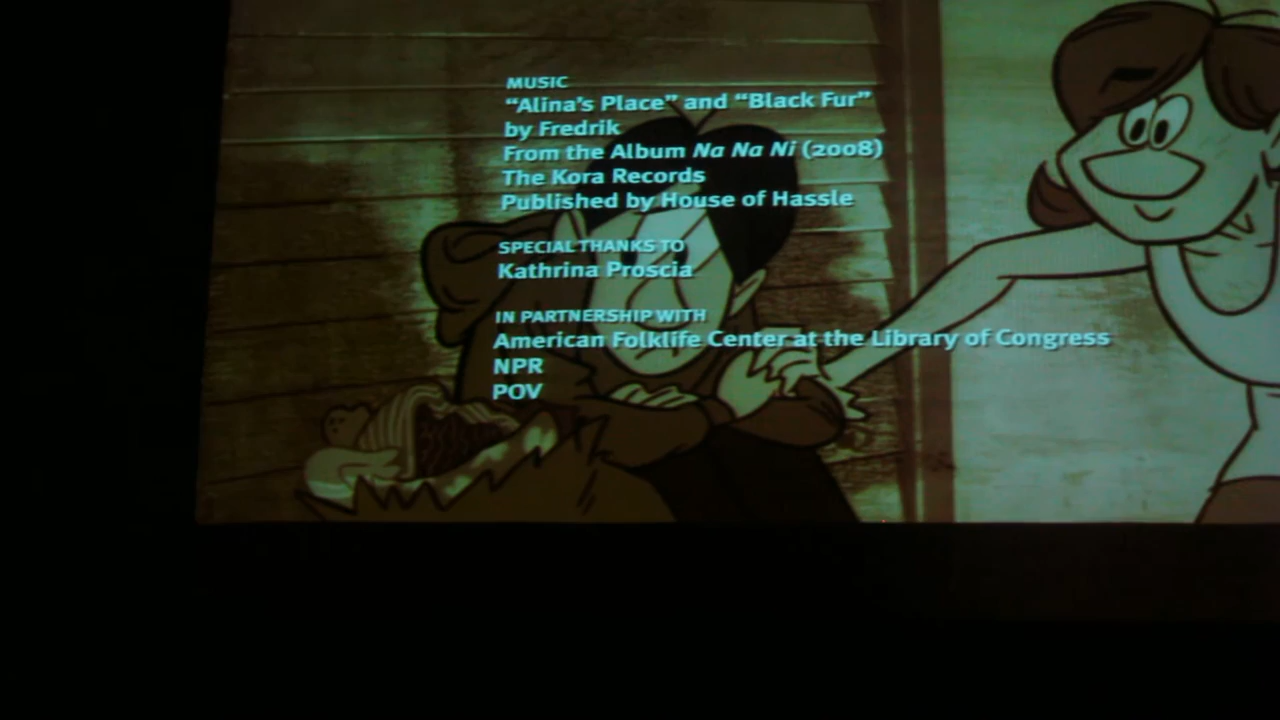 MUSIC
“Alina’s Place” and “Black Fur”
by Fredrik
From the Album Na Na Ni (2008)
The Kora Records
Published by House of Hassle
SPECIAL THANKS TO
Kathrina Proscia
IN PARTNERSHIP WITH
American Folklife Center at the Library of Congress
NPR
POV